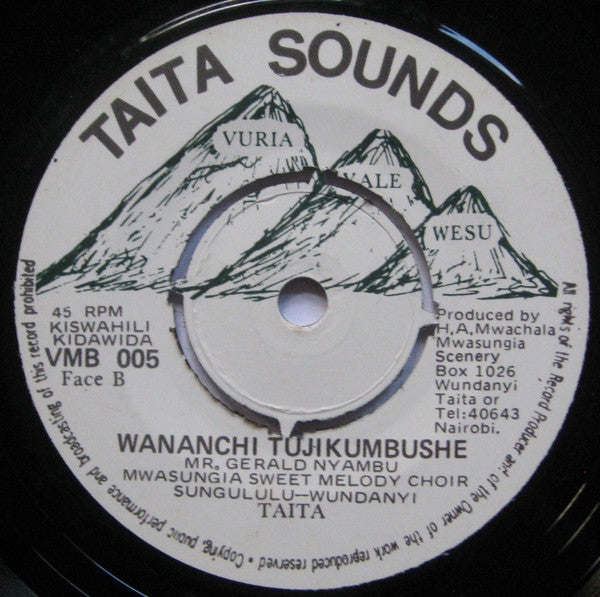 TAITA SOUNDS
VURIA
YALE
WESU
45 RPM
KISWAHILI
KIDAWIDA
VMB 005
Face B
Produced by
H,A,Mwachala
Mwasungia
Scenery
Box 1026
Wundanyi
Taita or
Tel:40643
Nairobi.
WANANCHI TUJIKUMBUSHE
MR. GERALD NYAMBU
MWASUNGIA SWEET MELODY CHOIR
SUNGULULU--WUNDANYI
TAITA
All rights of the Record Producer and of the Owner of the work reproduced reserved • Copying, public performance and broadcasting of this record prohibited